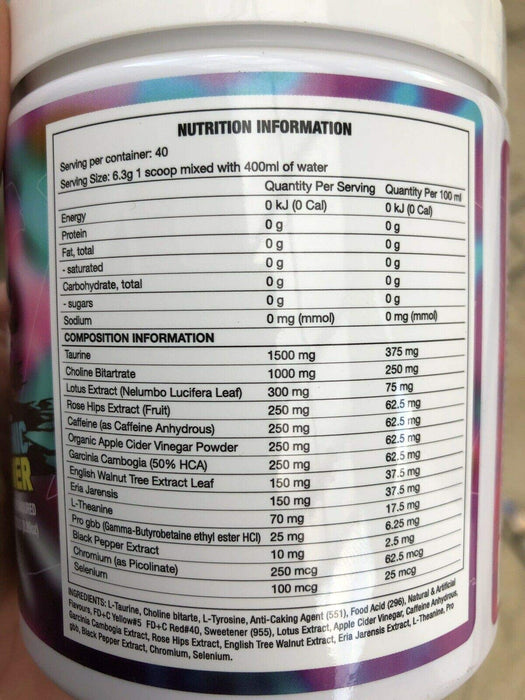 NUTRITION INFORMATION
Serving per container: 40
Serving Size: 6.3g 1 scoop mixed with 400ml of water
Quantity Per Serving Quantity Per 100 ml
Energy 0 kJ (0 Cal) 0 kJ (0 Cal)
Protein 0 g 0 g
Fat, total 0 g 0 g
- saturated 0 g 0 g
Carbohydrate, total 0 g 0 g
- sugars 0 g 0 g
Sodium 0 mg (mmol) 0 mg (mmol)
COMPOSITION INFORMATION
Taurine 1500 mg 375 mg
Choline Bitartrate 1000 mg 250 mg
Lotus Extract (Nelumbo Lucifera Leaf) 300 mg 75 mg
Rose Hips Extract (Fruit) 250 mg 62.5 mg
Caffeine (as Caffeine Anhydrous) 250 mg 62.5 mg
Organic Apple Cider Vinegar Powder 250 mg 62.5 mg
Garcinia Cambogia (50% HCA) 250 mg 62.5 mg
English Walnut Tree Extract Leaf 150 mg 37.5 mg
Eria Jarensis 150 mg 37.5 mg
L-Theanine 70 mg 17.5 mg
Pro gbb (Gamma-Butyrobetaine ethyl ester HCl) 25 mg 6.25 mg
Black Pepper Extract 10 mg 2.5 mg
Chromium (as Picolinate) 250 mcg 62.5 mcg
Selenium 100 mcg 25 mcg
INGREDIENTS: L-Taurine, Choline bitarte, L-Tyrosine, Anti-Caking Agent (551), Food Acid (296), Natural & Artificial
Flavours, FD+C Yellow#5 FD+C Red#40, Sweetener (955), Lotus Extract, Apple Cider Vinegar, Caffeine Anhydrous,
Garcinia Cambogia Extract, Rose Hips Extract, English Tree Walnut Extract, Eria Jarensis Extract, L-Theanine, Pro
gbb, Black Pepper Extract, Chromium, Selenium.